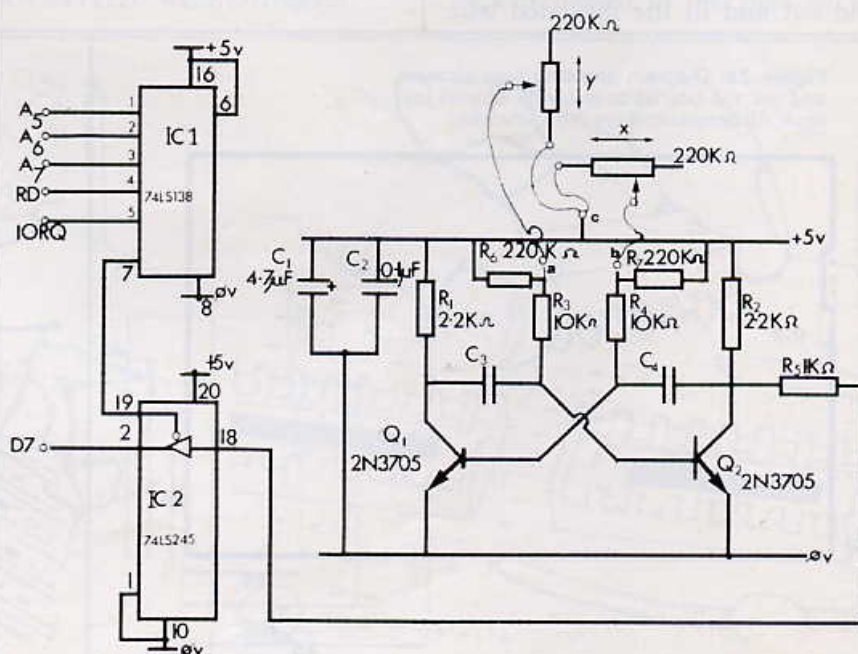 220KΩ
+5v
16
6
A5
1
A6
2
IC1
A7
3
RD
4
74LS138
IORQ
5
7
8
øv
Y
X
220KΩ
d
c
+5v
C1
4·7µF
+
C2
0·1µF
R6 220KΩ
a
b
R7 220KΩ
R1
2·2KΩ
R3
10KΩ
R4
10KΩ
R2
2·2KΩ
C3
C4
R5 1KΩ
+5v
20
19
D7
2
18
IC 2
74LS245
Q1
2N3705
Q2
2N3705
øv
1
10
øv